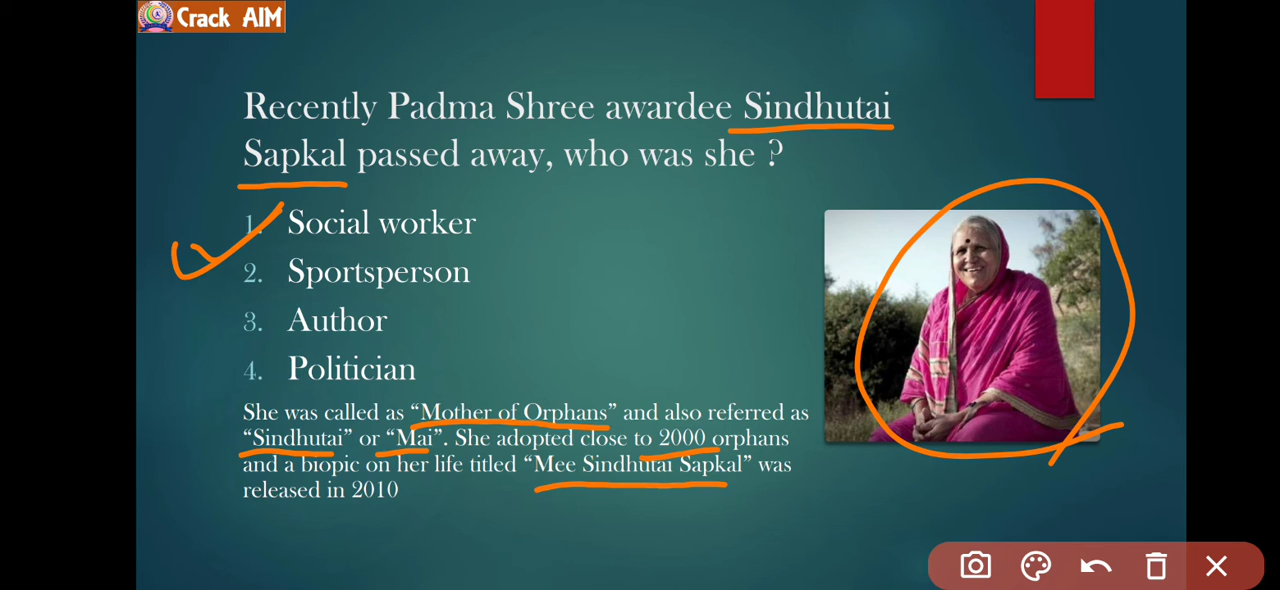 Crack AIM
Recently Padma Shree awardee Sindhutai
Sapkal passed away, who was she ?
1. Social worker
2. Sportsperson
3. Author
4. Politician
She was called as “Mother of Orphans” and also referred as
“Sindhutai” or “Mai”. She adopted close to 2000 orphans
and a biopic on her life titled “Mee Sindhutai Sapkal” was
released in 2010